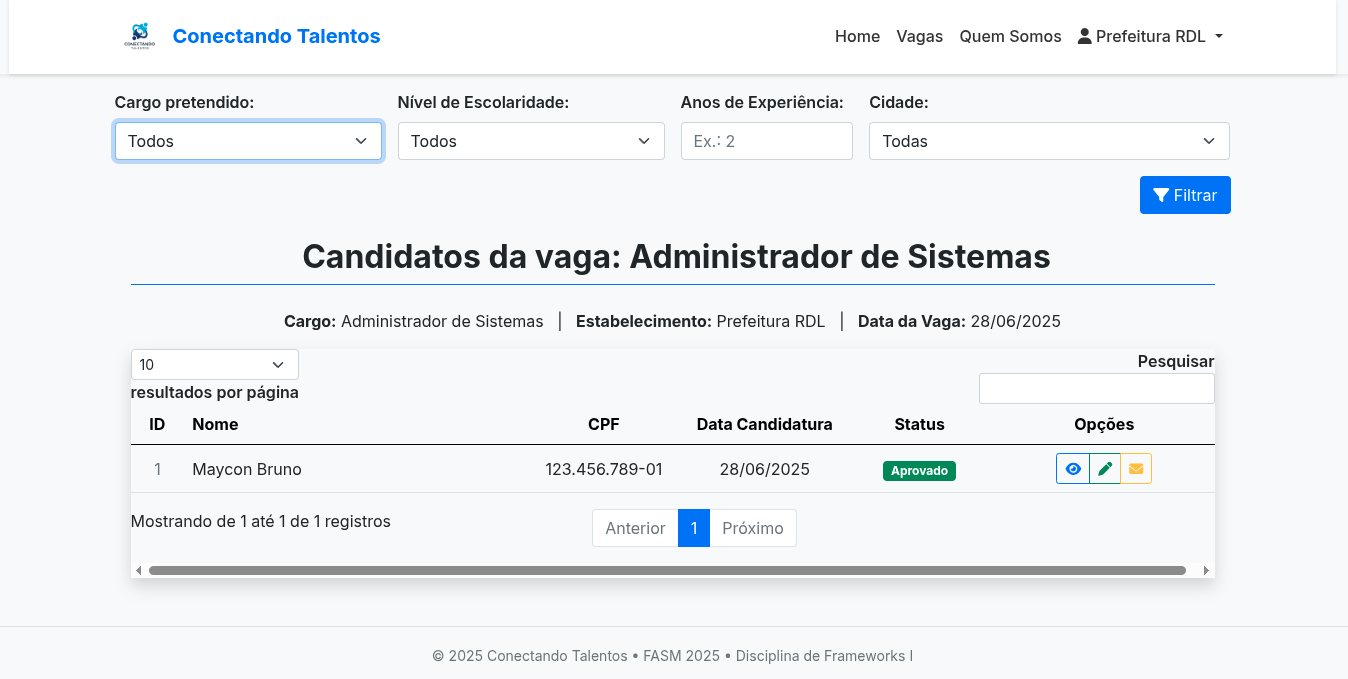 CONECTANDO
TALENTOS
Conectando Talentos
Home Vagas Quem Somos Prefeitura RDL
Cargo pretendido: Nível de Escolaridade: Anos de Experiência: Cidade:
Todos Todos Ex.: 2 Todas
Filtrar
Candidatos da vaga: Administrador de Sistemas
Cargo: Administrador de Sistemas | Estabelecimento: Prefeitura RDL | Data da Vaga: 28/06/2025
10
resultados por página
Pesquisar
ID Nome CPF Data Candidatura Status Opções
1 Maycon Bruno 123.456.789-01 28/06/2025 Aprovado
Mostrando de 1 até 1 de 1 registros
Anterior 1 Próximo
© 2025 Conectando Talentos • FASM 2025 • Disciplina de Frameworks I